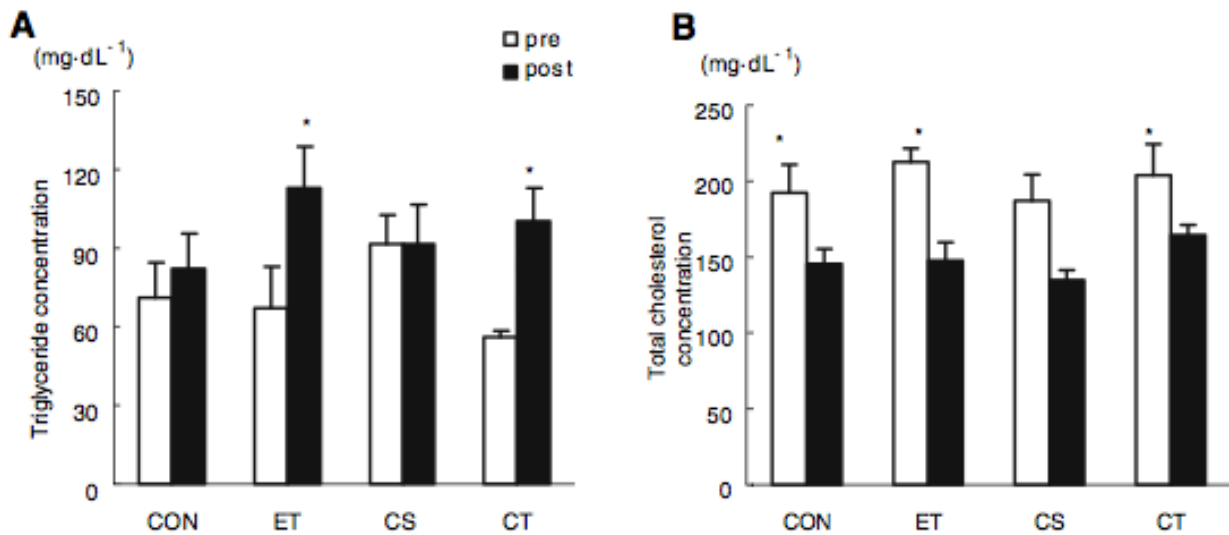 A
(mg·dL⁻¹)
pre
post
150
120
90
60
30
0
Triglyceride concentration
*
*
CON ET CS CT
B
(mg·dL⁻¹)
250
200
150
100
50
0
Total cholesterol
concentration
*
*
*
CON ET CS CT